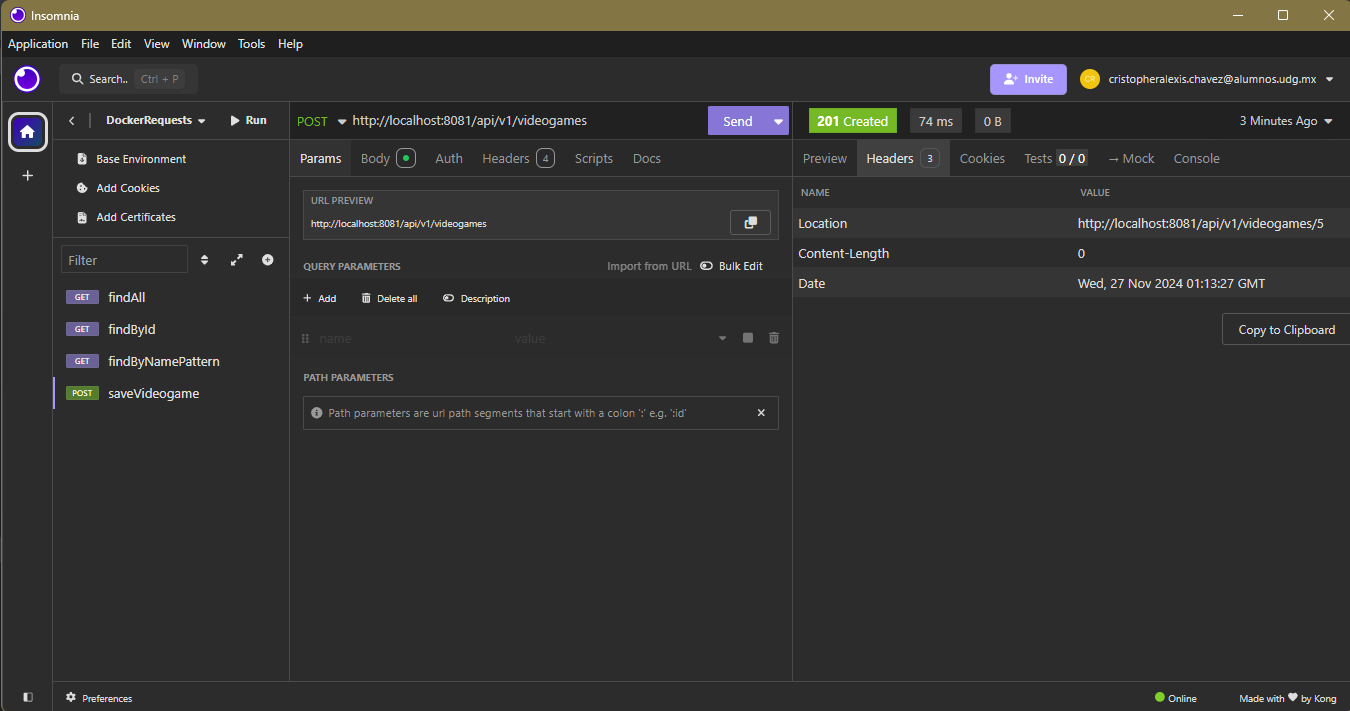 Insomnia
Application File Edit View Window Tools Help
Search.. Ctrl + P
Invite
CR
cristopheralexis.chavez@alumnos.udg.mx
DockerRequests
Run
Base Environment
Add Cookies
Add Certificates
Filter
GET findAll
GET findById
GET findByNamePattern
POST saveVideogame
POST http://localhost:8081/api/v1/videogames
Send
Params Body Auth Headers 4 Scripts Docs
URL PREVIEW
http://localhost:8081/api/v1/videogames
QUERY PARAMETERS
Import from URL Bulk Edit
+ Add Delete all Description
name value
PATH PARAMETERS
Path parameters are url path segments that start with a colon ':' e.g. ':id'
201 Created 74 ms 0 B
3 Minutes Ago
Preview Headers 3 Cookies Tests 0 / 0 → Mock Console
NAME VALUE
Location http://localhost:8081/api/v1/videogames/5
Content-Length 0
Date Wed, 27 Nov 2024 01:13:27 GMT
Copy to Clipboard
Preferences
Online
Made with ♥ by Kong